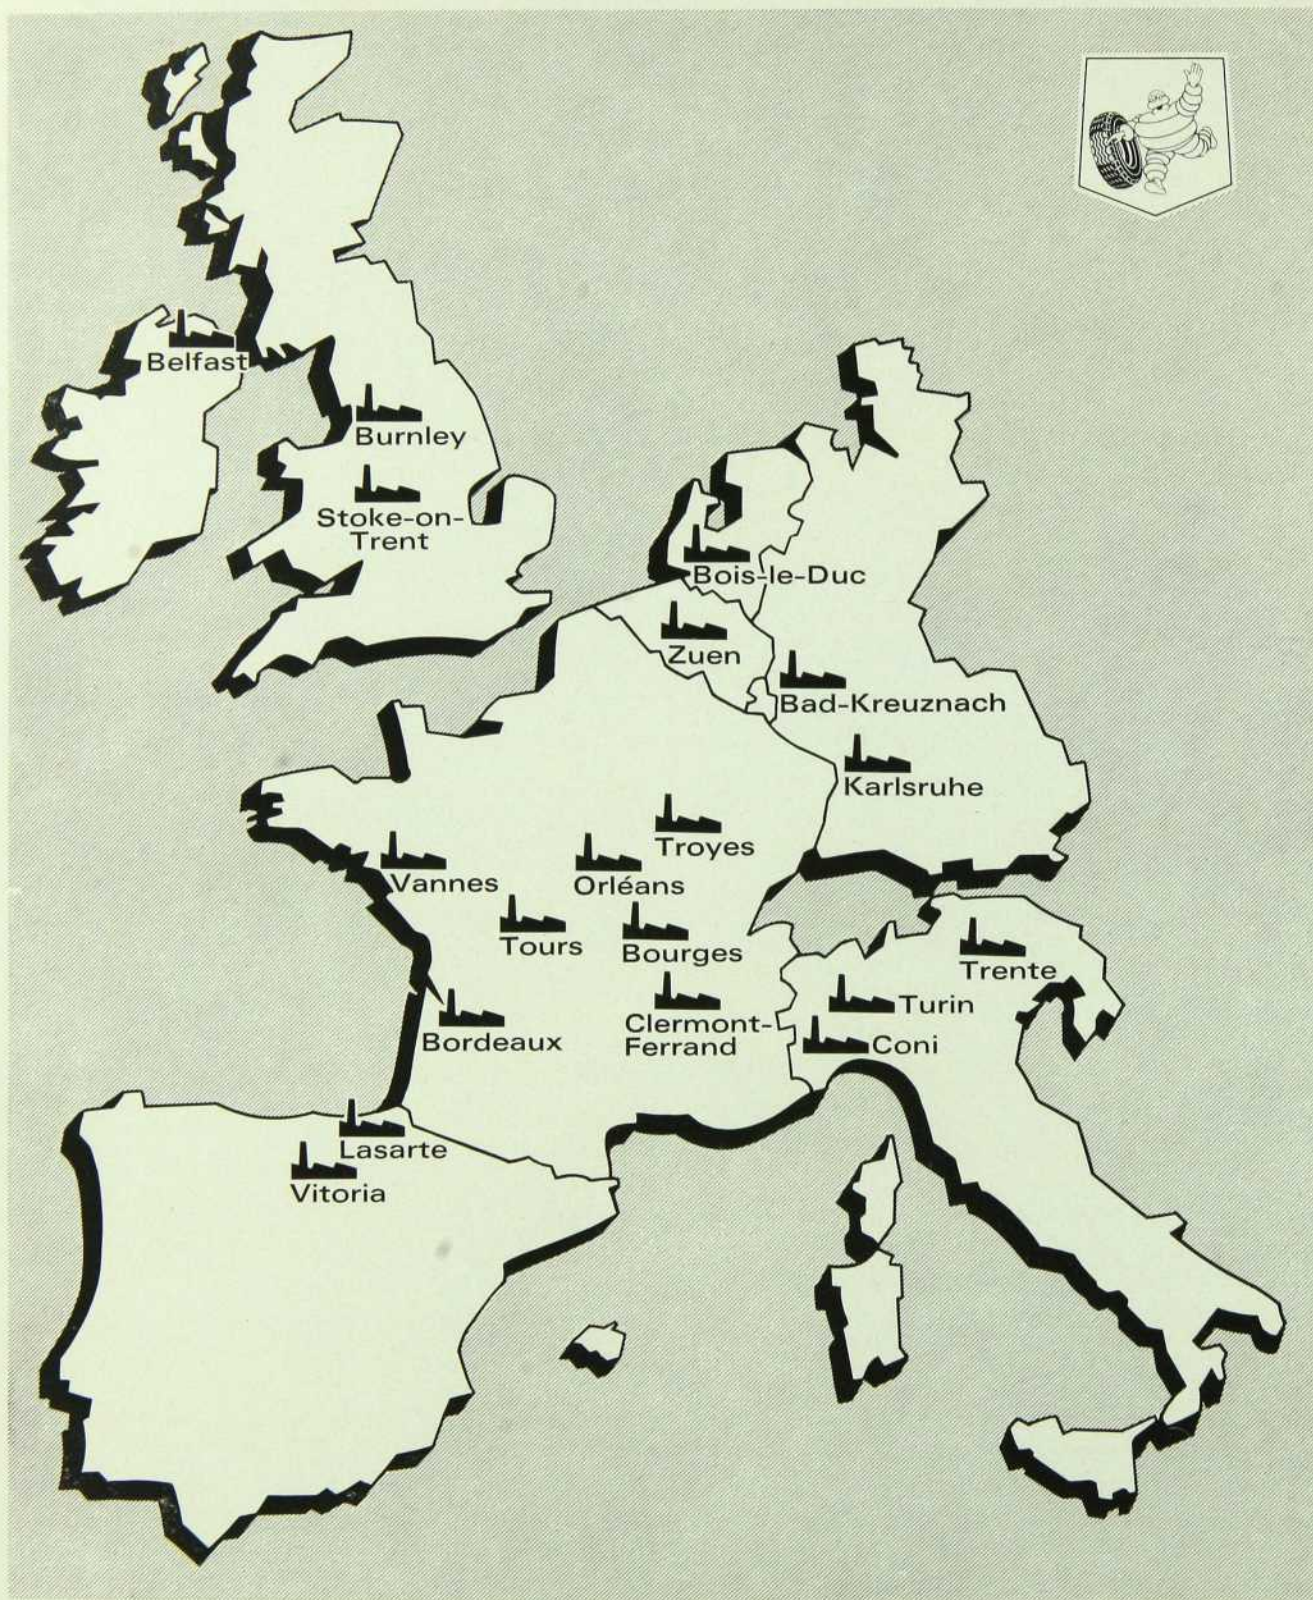 Belfast
Burnley
Stoke-on-
Trent
Bois-le-Duc
Zuen
Bad-Kreuznach
Karlsruhe
Troyes
Vannes
Orléans
Tours
Bourges
Trente
Turin
Bordeaux
Clermont-
Ferrand
Coni
Lasarte
Vitoria